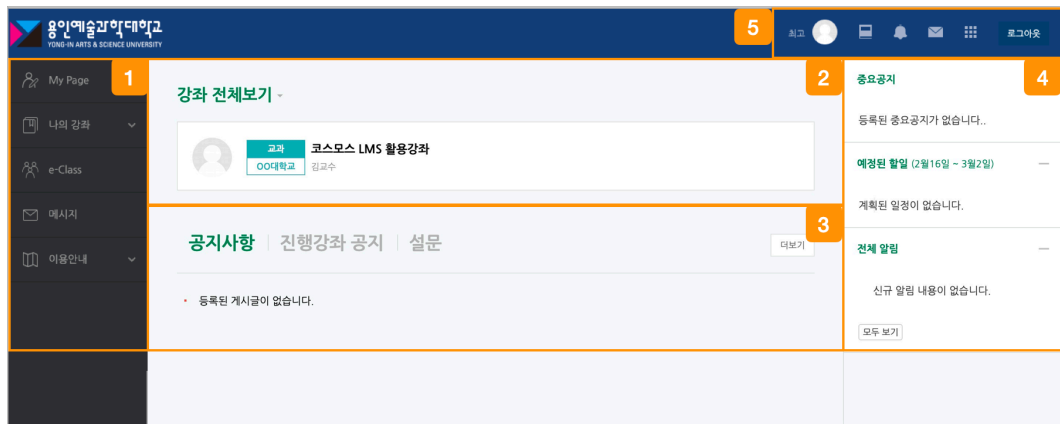 용인예술과학대학교
YONG-IN ARTS & SCIENCE UNIVERSITY
5
최고
로그아웃
My Page
1
나의 강좌
e-Class
메시지
이용안내
강좌 전체보기
2
교과
코스모스 LMS 활용강좌
OO대학교
김교수
3
공지사항 진행강좌 공지 설문
더보기
• 등록된 게시글이 없습니다.
중요공지
4
등록된 중요공지가 없습니다..
예정된 할일 (2월16일 ~ 3월2일)
계획된 일정이 없습니다.
전체 알림
신규 알림 내용이 없습니다.
모두 보기